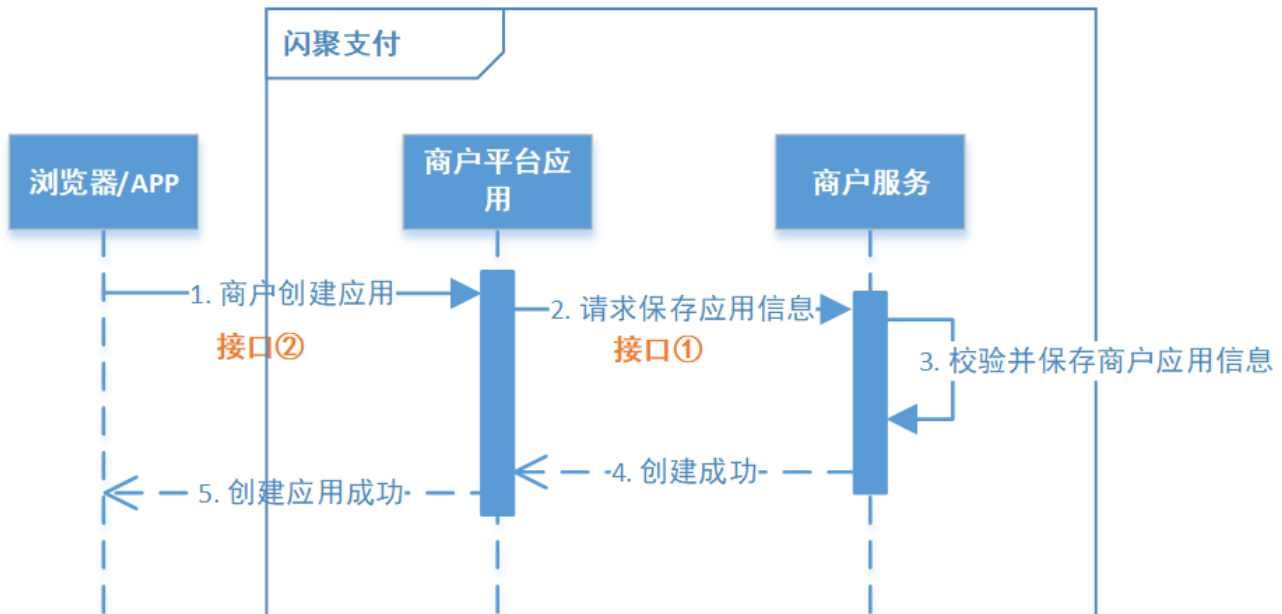 闪聚支付
浏览器/APP
商户平台应
用
商户服务
1. 商户创建应用
接口②
2. 请求保存应用信息
接口①
3. 校验并保存商户应用信息
4. 创建成功
5. 创建应用成功